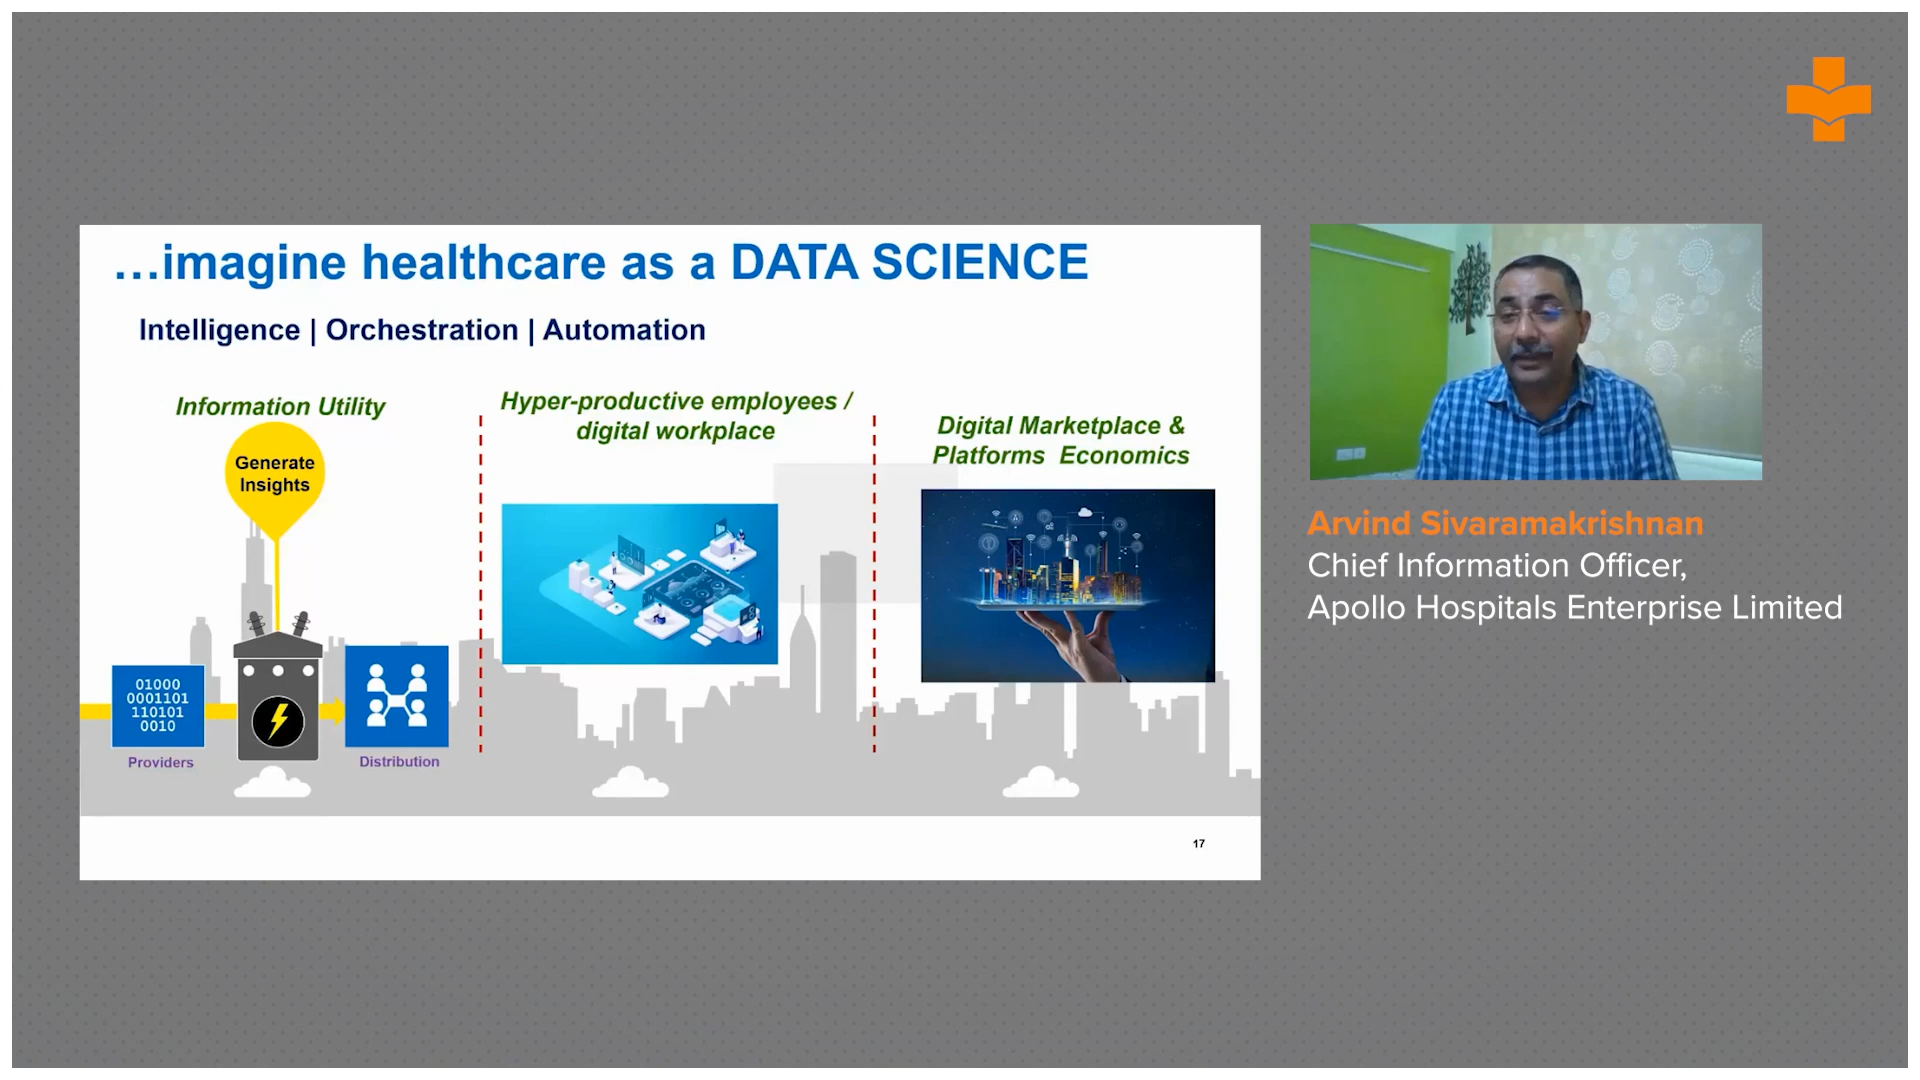 ...imagine healthcare as a DATA SCIENCE
Intelligence | Orchestration | Automation
Information Utility
Generate
Insights
01000
0001101
110101
0010
Providers
Distribution
Hyper-productive employees /
digital workplace
Digital Marketplace &
Platforms Economics
17
Arvind Sivaramakrishnan
Chief Information Officer,
Apollo Hospitals Enterprise Limited